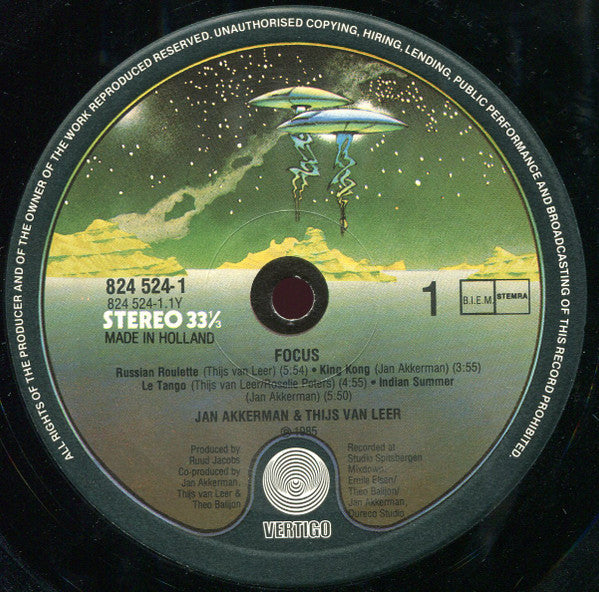 ALL RIGHTS OF THE PRODUCER AND OF THE OWNER OF THE WORK REPRODUCED RESERVED. UNAUTHORISED COPYING, HIRING, LENDING, PUBLIC PERFORMANCE AND BROADCASTING OF THIS RECORD PROHIBITED.
824 524-1
824 524-1.1Y
STEREO 33⅓
MADE IN HOLLAND
1
B.I.E.M. STEMRA
FOCUS
Russian Roulette (Thijs van Leer) (5:54) • King Kong (Jan Akkerman) (3:55)
Le Tango (Thijs van Leer/Roselie Peters) (4:55) • Indian Summer
(Jan Akkerman) (5.50)
JAN AKKERMAN & THIJS VAN LEER
℗ 1985
Produced by
Ruud Jacobs
Co-produced by
Jan Akkerman,
Thijs van Leer &
Theo Balijon
Recorded at
Studio Spitsbergen
Mixdown:
Emile Elsen/
Theo Balijon/
Jan Akkerman,
Dureco Studio
VERTIGO